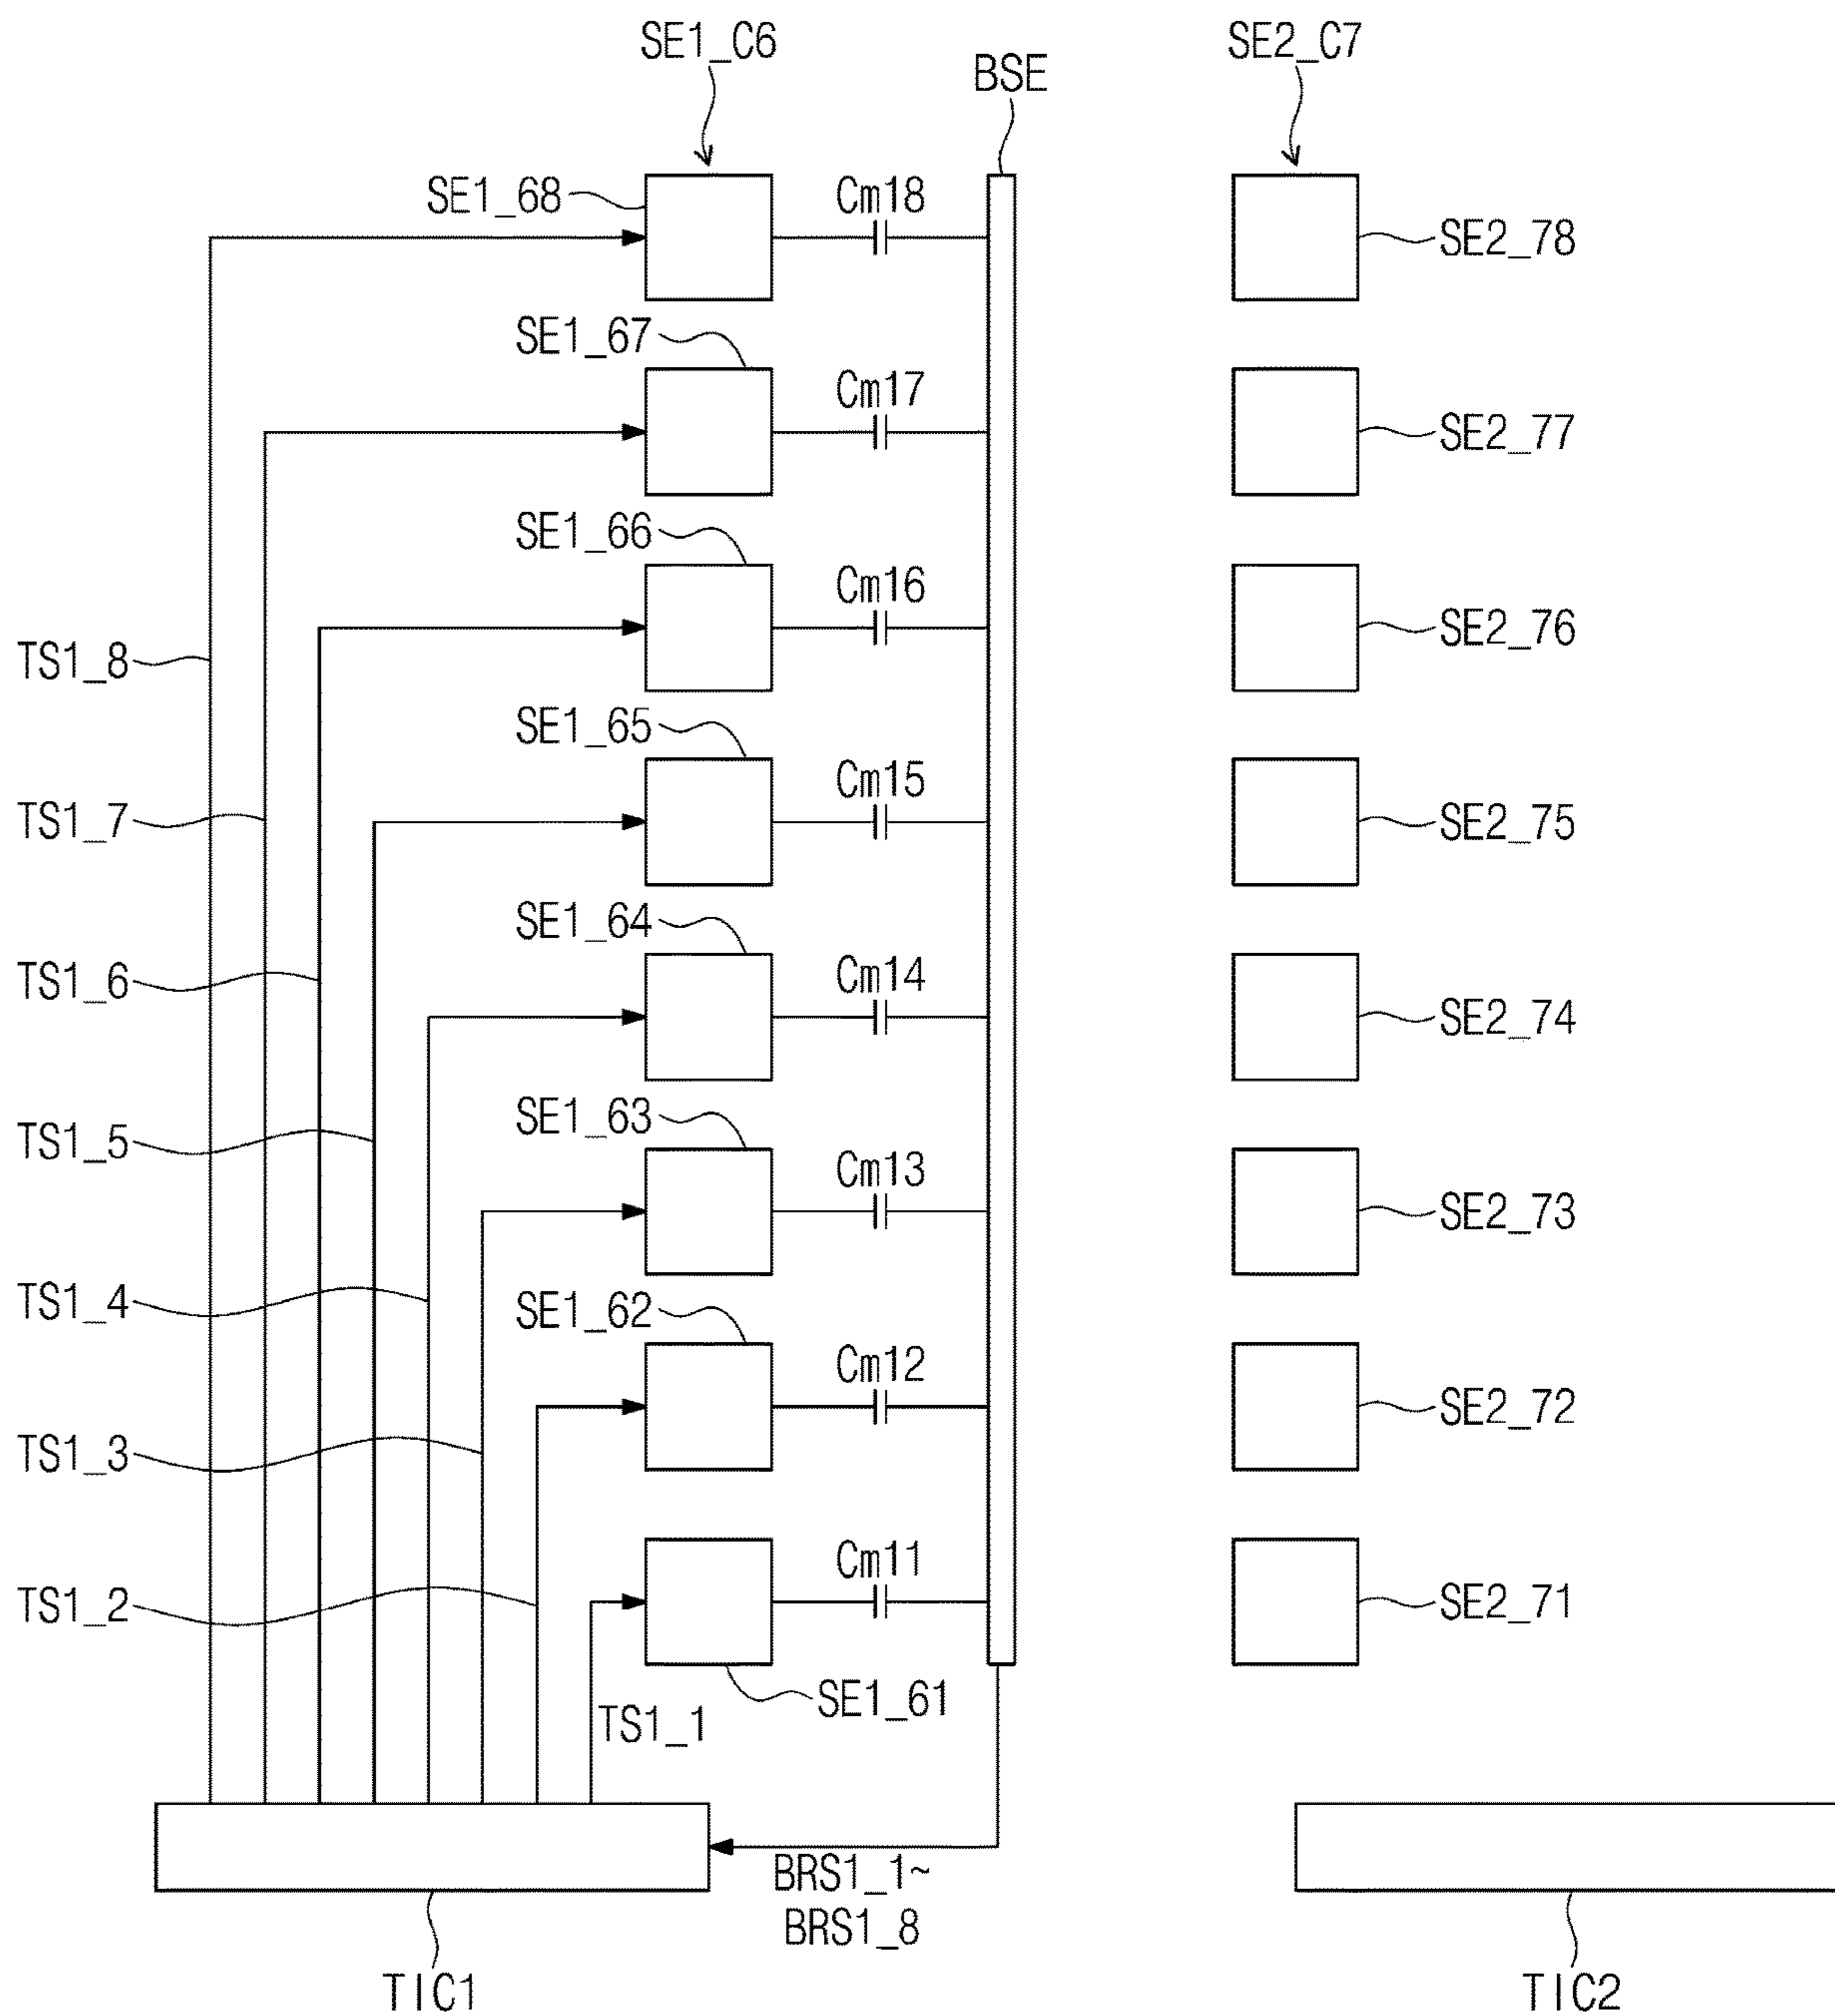 SE1_C6
BSE
SE2_C7
SE1_68
Cm18
SE2_78
SE1_67
Cm17
SE2_77
SE1_66
Cm16
SE2_76
TS1_8
SE1_65
Cm15
SE2_75
TS1_7
SE1_64
Cm14
SE2_74
TS1_6
SE1_63
Cm13
SE2_73
TS1_5
SE1_62
Cm12
SE2_72
TS1_4
TS1_3
Cm11
SE2_71
TS1_2
SE1_61
TS1_1
BRS1_1~
BRS1_8
TIC1
TIC2